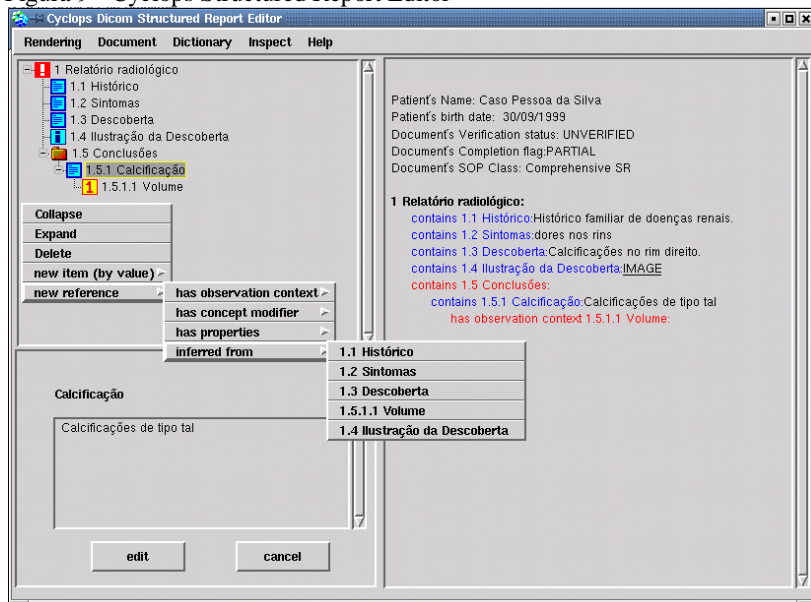 Figura 9 - Cyclops Structured Report Editor
Cyclops Dicom Structured Report Editor
Rendering Document Dictionary Inspect Help
1 Relatório radiológico
1.1 Histórico
1.2 Sintomas
1.3 Descoberta
1.4 Ilustração da Descoberta
1.5 Conclusões
1.5.1 Calcificação
1 1.5.1.1 Volume
Collapse
Expand
Delete
new item (by value)
new reference
has observation context
has concept modifier
has properties
inferred from
1.1 Histórico
1.2 Sintomas
1.3 Descoberta
1.5.1.1 Volume
1.4 Ilustração da Descoberta
Calcificação
Calcificações de tipo tal
edit cancel
Patient's Name: Caso Pessoa da Silva
Patient's birth date: 30/09/1999
Document's Verification status: UNVERIFIED
Document's Completion flag:PARTIAL
Document's SOP Class: Comprehensive SR
1 Relatório radiológico:
contains 1.1 Histórico:Histórico familiar de doenças renais.
contains 1.2 Sintomas:dores nos rins
contains 1.3 Descoberta:Calcificações no rim direito.
contains 1.4 Ilustração da Descoberta:IMAGE
contains 1.5 Conclusões:
contains 1.5.1 Calcificação:Calcificações de tipo tal
has observation context 1.5.1.1 Volume: